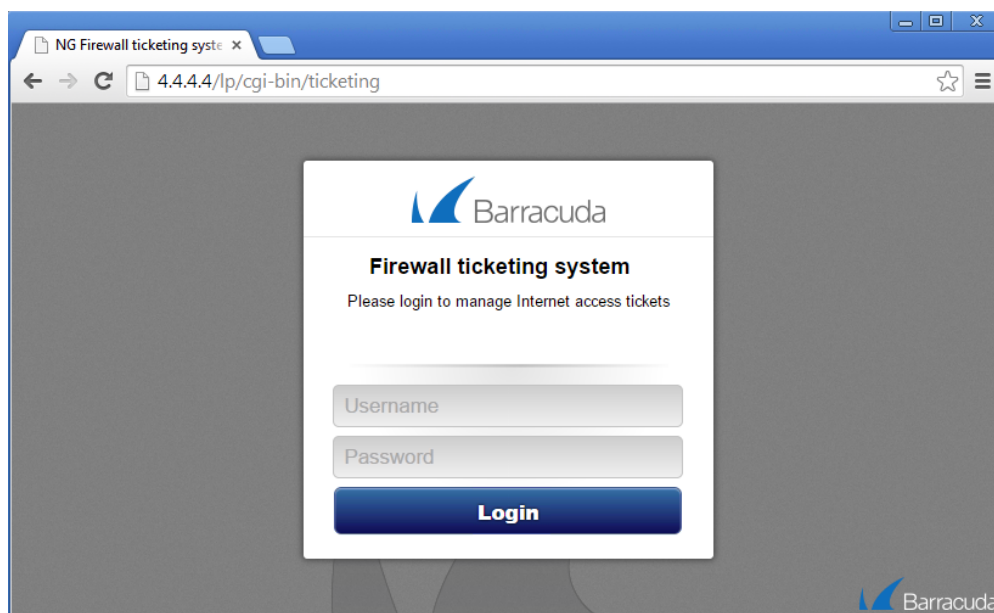 NG Firewall ticketing syste
4.4.4.4/lp/cgi-bin/ticketing
Barracuda
Firewall ticketing system
Please login to manage Internet access tickets
Username
Password
Login
Barracuda